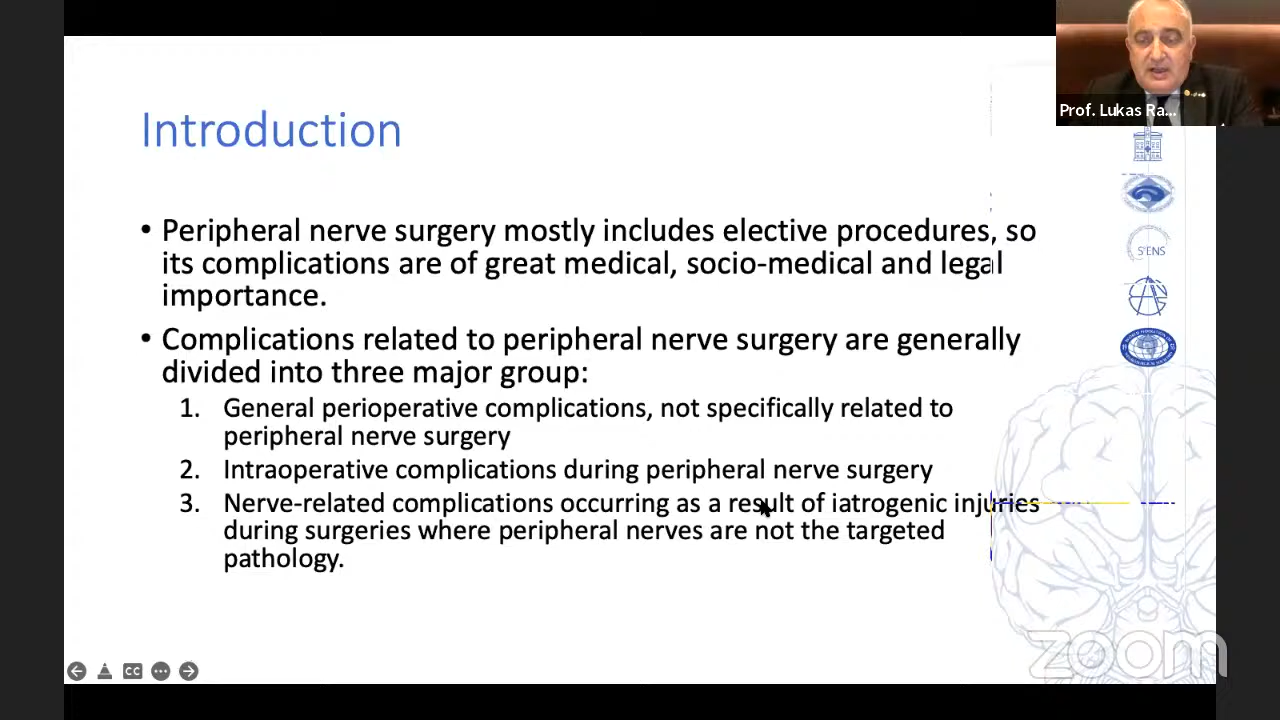 Prof. Lukas Ra...
Introduction
• Peripheral nerve surgery mostly includes elective procedures, so
its complications are of great medical, socio-medical and legal
importance.
• Complications related to peripheral nerve surgery are generally
divided into three major group:
1. General perioperative complications, not specifically related to
peripheral nerve surgery
2. Intraoperative complications during peripheral nerve surgery
3. Nerve-related complications occurring as a result of iatrogenic injuries
during surgeries where peripheral nerves are not the targeted
pathology.
CC
zoom